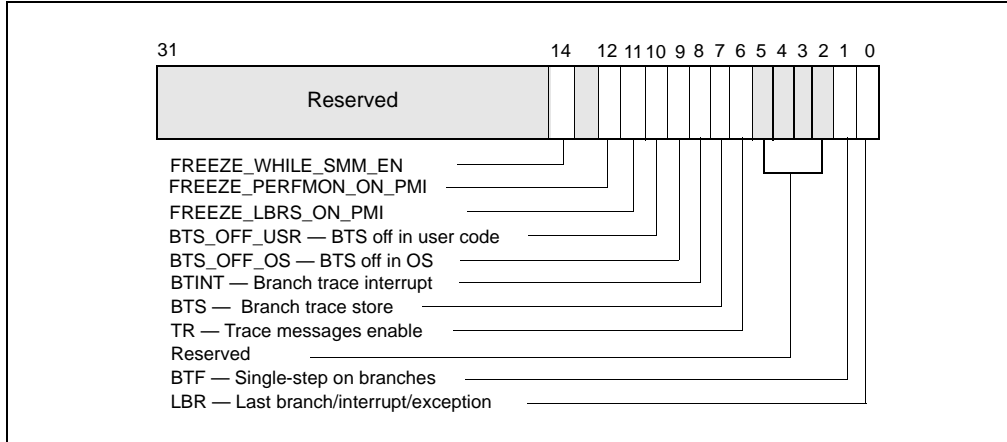 31 14 12 11 10 9 8 7 6 5 4 3 2 1 0
Reserved
FREEZE_WHILE_SMM_EN
FREEZE_PERFMON_ON_PMI
FREEZE_LBRS_ON_PMI
BTS_OFF_USR — BTS off in user code
BTS_OFF_OS — BTS off in OS
BTINT — Branch trace interrupt
BTS — Branch trace store
TR — Trace messages enable
Reserved
BTF — Single-step on branches
LBR — Last branch/interrupt/exception